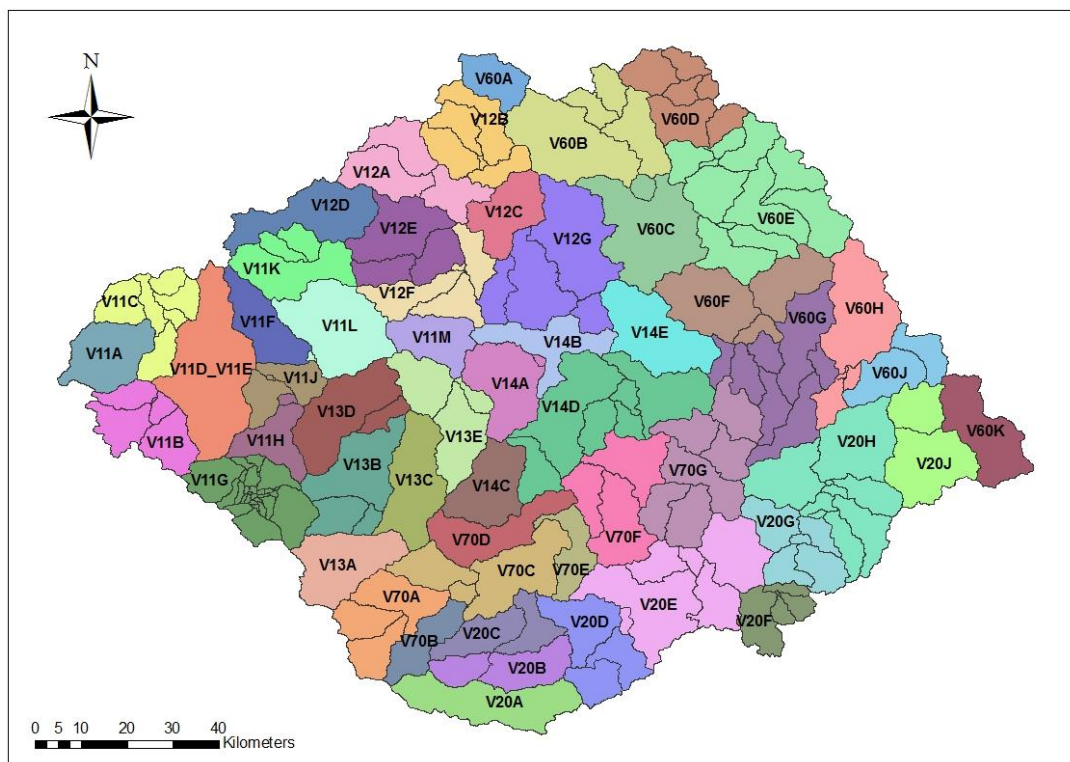 N
V60A
V12B
V60D
V60B
V12A
V12D
V12C
V12E
V12G
V60C
V60E
V11K
V11C
V12F
V60F
V60H
V11F
V11L
V11M
V14B
V14E
V60G
V11A
V11D_V11E
V11J
V14A
V60J
V13D
V14D
V11B
V11H
V13E
V60K
V20H
V13B
V20J
V11G
V13C
V14C
V70G
V20G
V70D
V70F
V13A
V70C
V70E
V70A
V20E
V20D
V20F
V70B
V20C
V20B
V20A
0 5 10 20 30 40
Kilometers